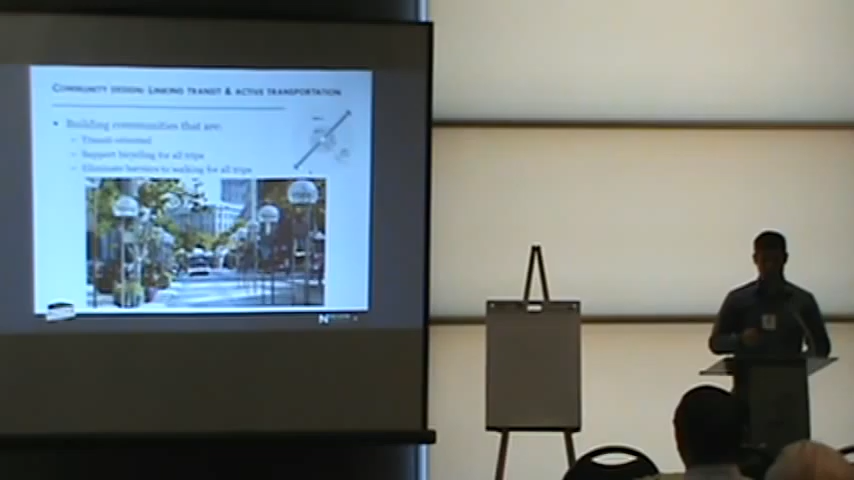 COMMUNITY DESIGN: LINKING TRANSIT & ACTIVE TRANSPORTATION
• Building communities that are:
– Transit-oriented
– Support bicycling for all trips
– Eliminate barriers to walking for all trips